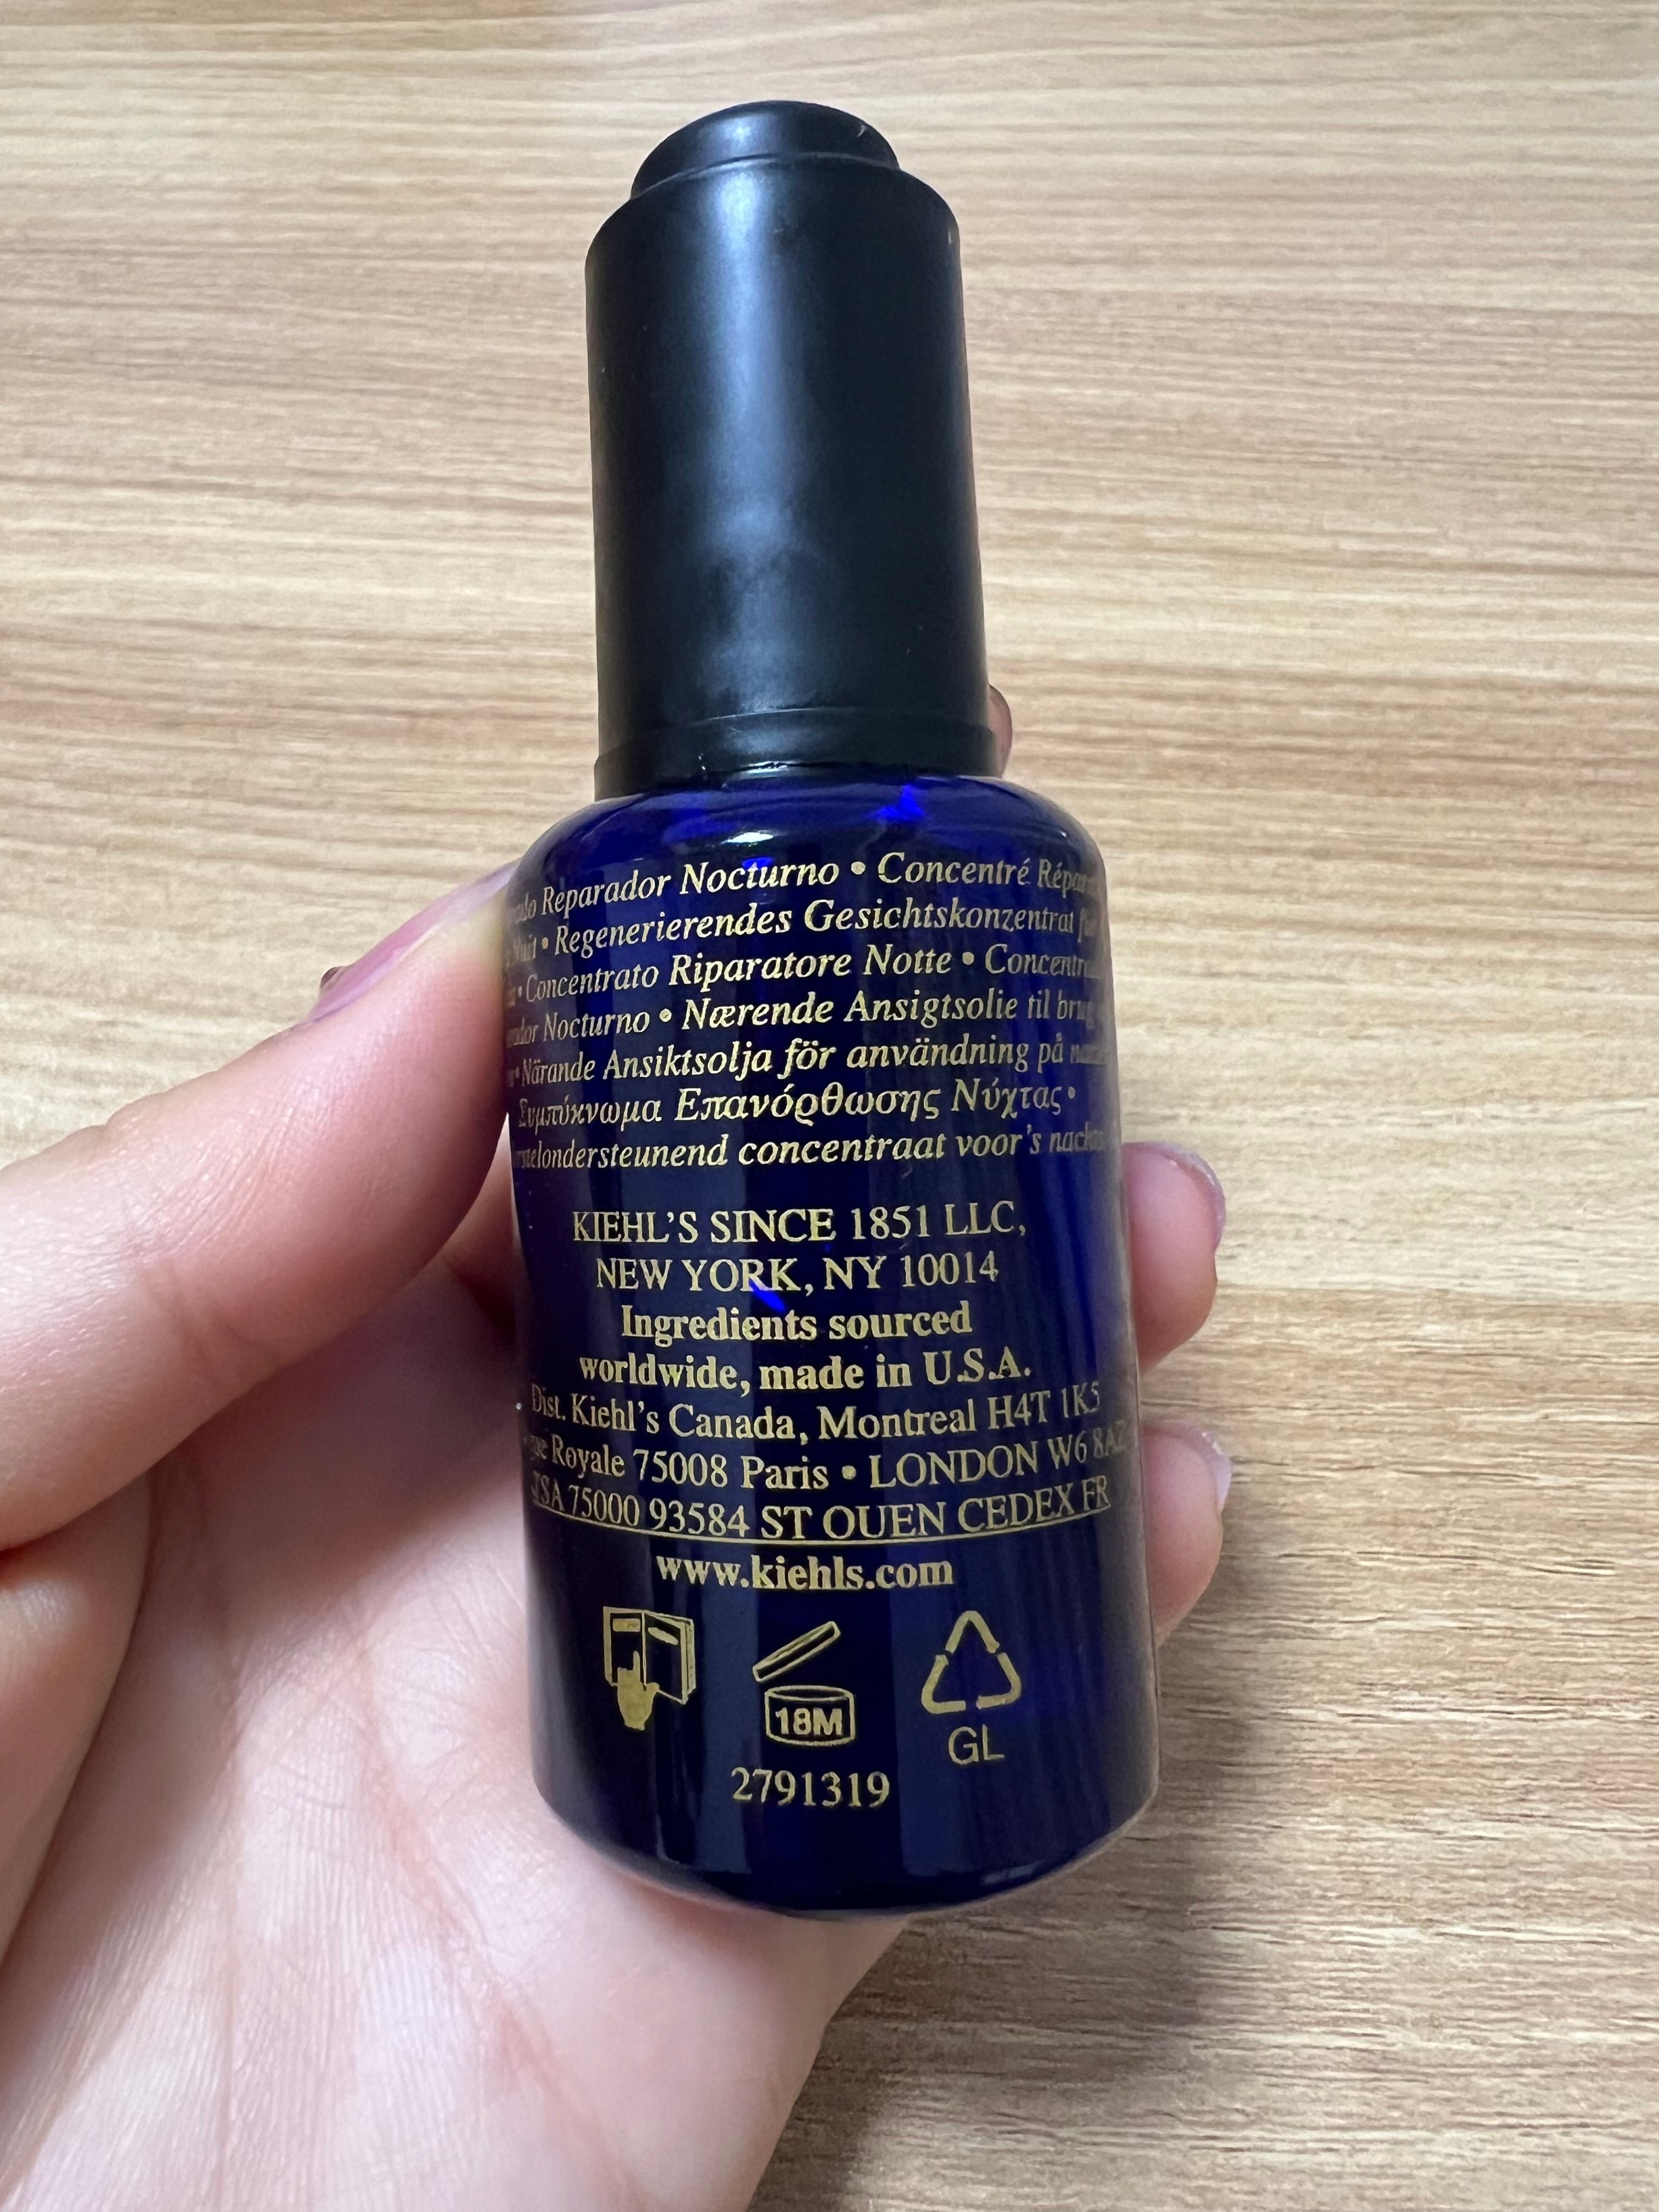 Reparador Nocturno • Concentré
Nuit • Regenerierendes Gesichtskonzentrat für
• Concentrato Riparatore Notte •
Nocturno • Nærende Ansigtsolie til
• Närande Ansiktsolja för användning på
Συμπύκνωμα Επανόρθωσης Νύχτας •
concentraat voor's
KIEHL'S SINCE 1851 LLC,
NEW YORK, NY 10014
Ingredients sourced
worldwide, made in U.S.A.
Dist. Kiehl's Canada, Montreal H4T 1K5
Royale 75008 Paris • LONDON W6 8AZ
75000 93584 ST OUEN CEDEX FR
www.kiehls.com
18M
GL
2791319